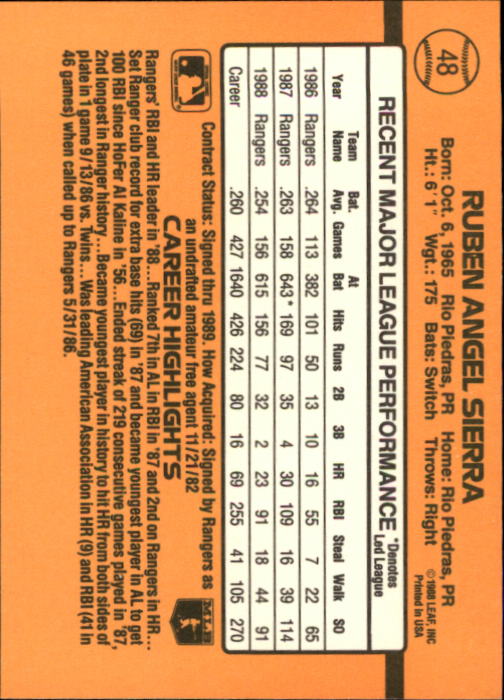 48
RUBEN ANGEL SIERRA
Born: Oct. 6, 1965 Rio Piedras, PR Home: Rio Piedras, PR
Ht.: 6' 1" Wgt.: 175 Bats: Switch Throws: Right
© 1988 LEAF, INC
Printed in USA
RECENT MAJOR LEAGUE PERFORMANCE *Denotes Led League
Year Team Name Bat. Avg. Games At Bat Hits Runs 2B 3B HR RBI Steal Walk SO
1986 Rangers .264 113 382 101 50 13 10 16 55 7 22 65
1987 Rangers .263 158 643* 169 97 35 4 30 109 16 39 114
1988 Rangers .254 156 615 156 77 32 2 23 91 18 44 91
Career .260 427 1640 426 224 80 16 69 255 41 105 270
Contract Status: Signed thru 1989. How Acquired: Signed by Rangers as
an undrafted amateur free agent 11/21/82
MLB
CAREER HIGHLIGHTS
Rangers' RBI and HR leader in '88....Ranked 7th in AL in RBI in '87 and 2nd on Rangers in HR...
Set Ranger club record for extra base hits (69) in '87 and became youngest player in AL to get
100 RBI since HoFer Al Kaline in '56.... Ended streak of 219 consecutive games played in '87,
2nd longest in Ranger history... Became youngest player in history to hit HR from both sides of
plate in 1 game 9/13/86 vs. Twins.... Was leading American Association in HR (9) and RBI (41 in
46 games) when called up to Rangers 5/31/86.